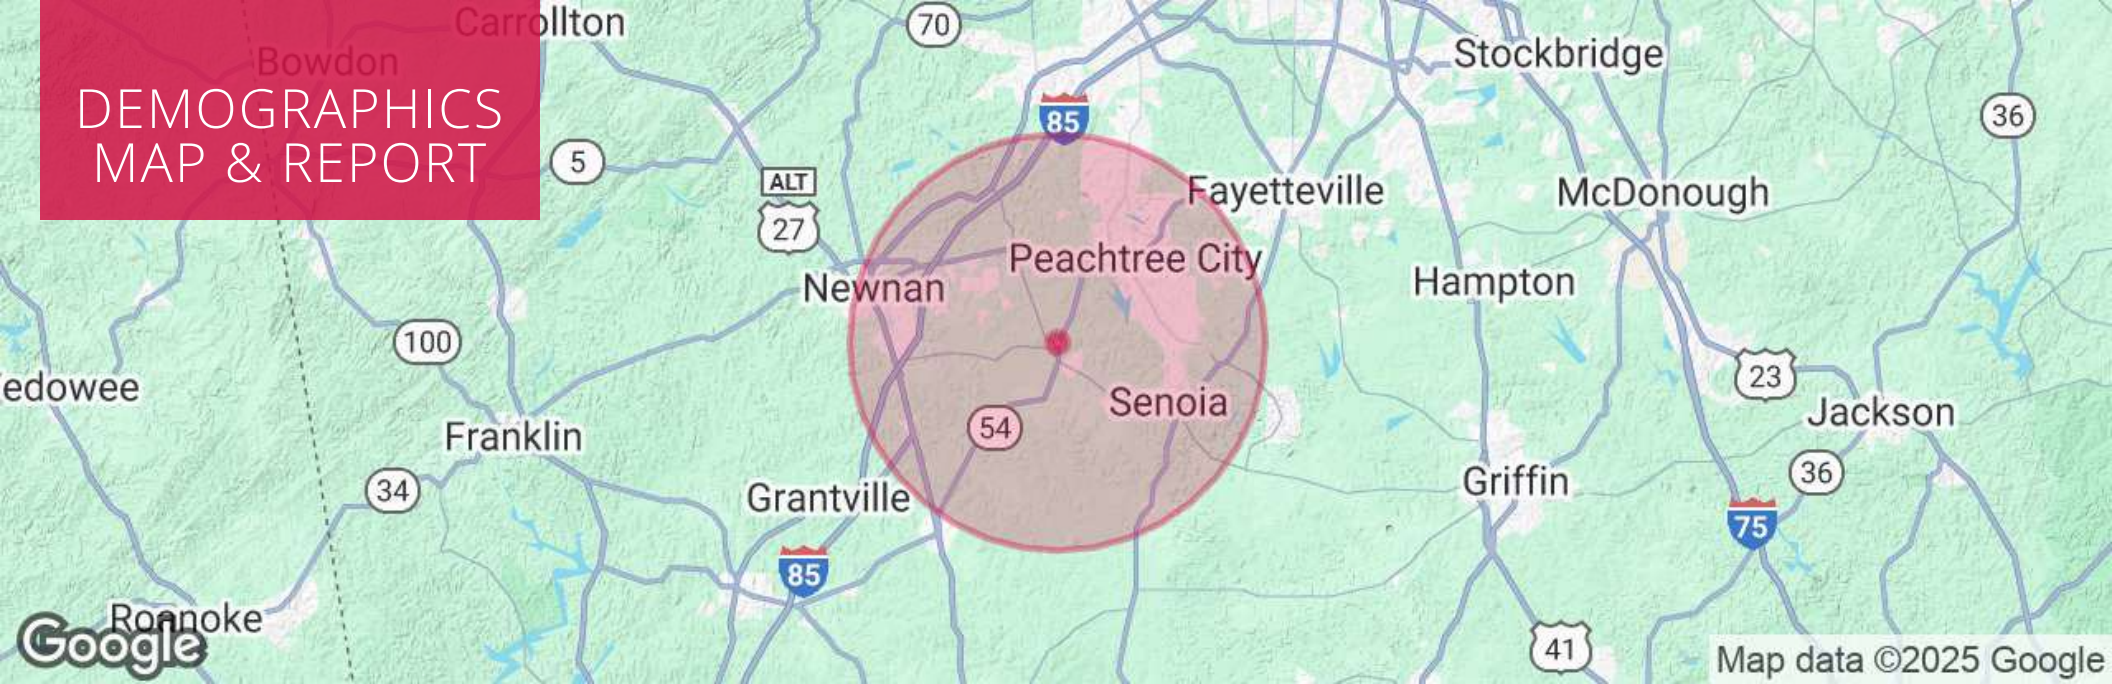 Carrollton
70
Bowdon
Stockbridge
DEMOGRAPHICS
MAP & REPORT
85
36
5
ALT
27
Fayetteville
McDonough
Peachtree City
Newnan
Hampton
100
edowee
23
Senoia
Jackson
54
Franklin
36
34
Griffin
Grantville
75
85
Roanoke
Google
41
Map data ©2025 Google